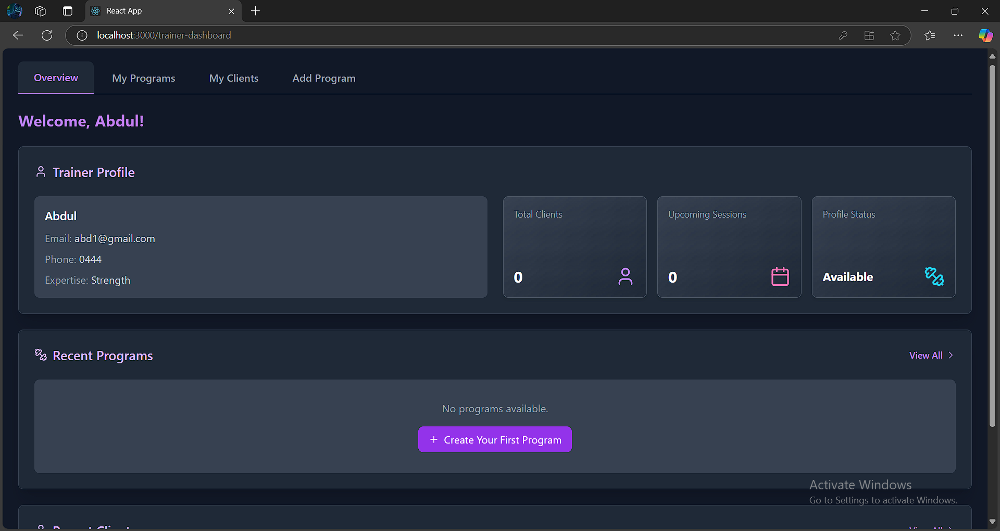 React App
localhost:3000/trainer-dashboard
Overview
My Programs
My Clients
Add Program
Welcome, Abdul!
Trainer Profile
Abdul
Email: abd1@gmail.com
Phone: 0444
Expertise: Strength
Total Clients
0
Upcoming Sessions
0
Profile Status
Available
Recent Programs
View All
No programs available.
+ Create Your First Program
Activate Windows
Go to Settings to activate Windows.